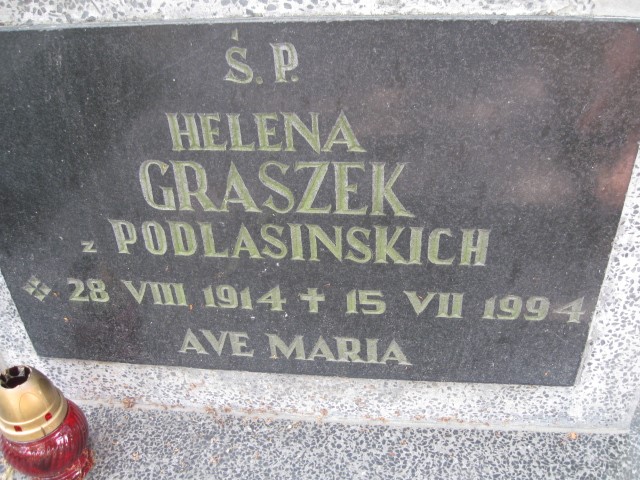 Ś.P.
HELENA
GRASZEK
z PODLASINSKICH
28 VIII 1914 ✝ 15 VII 1994
AVE MARIA